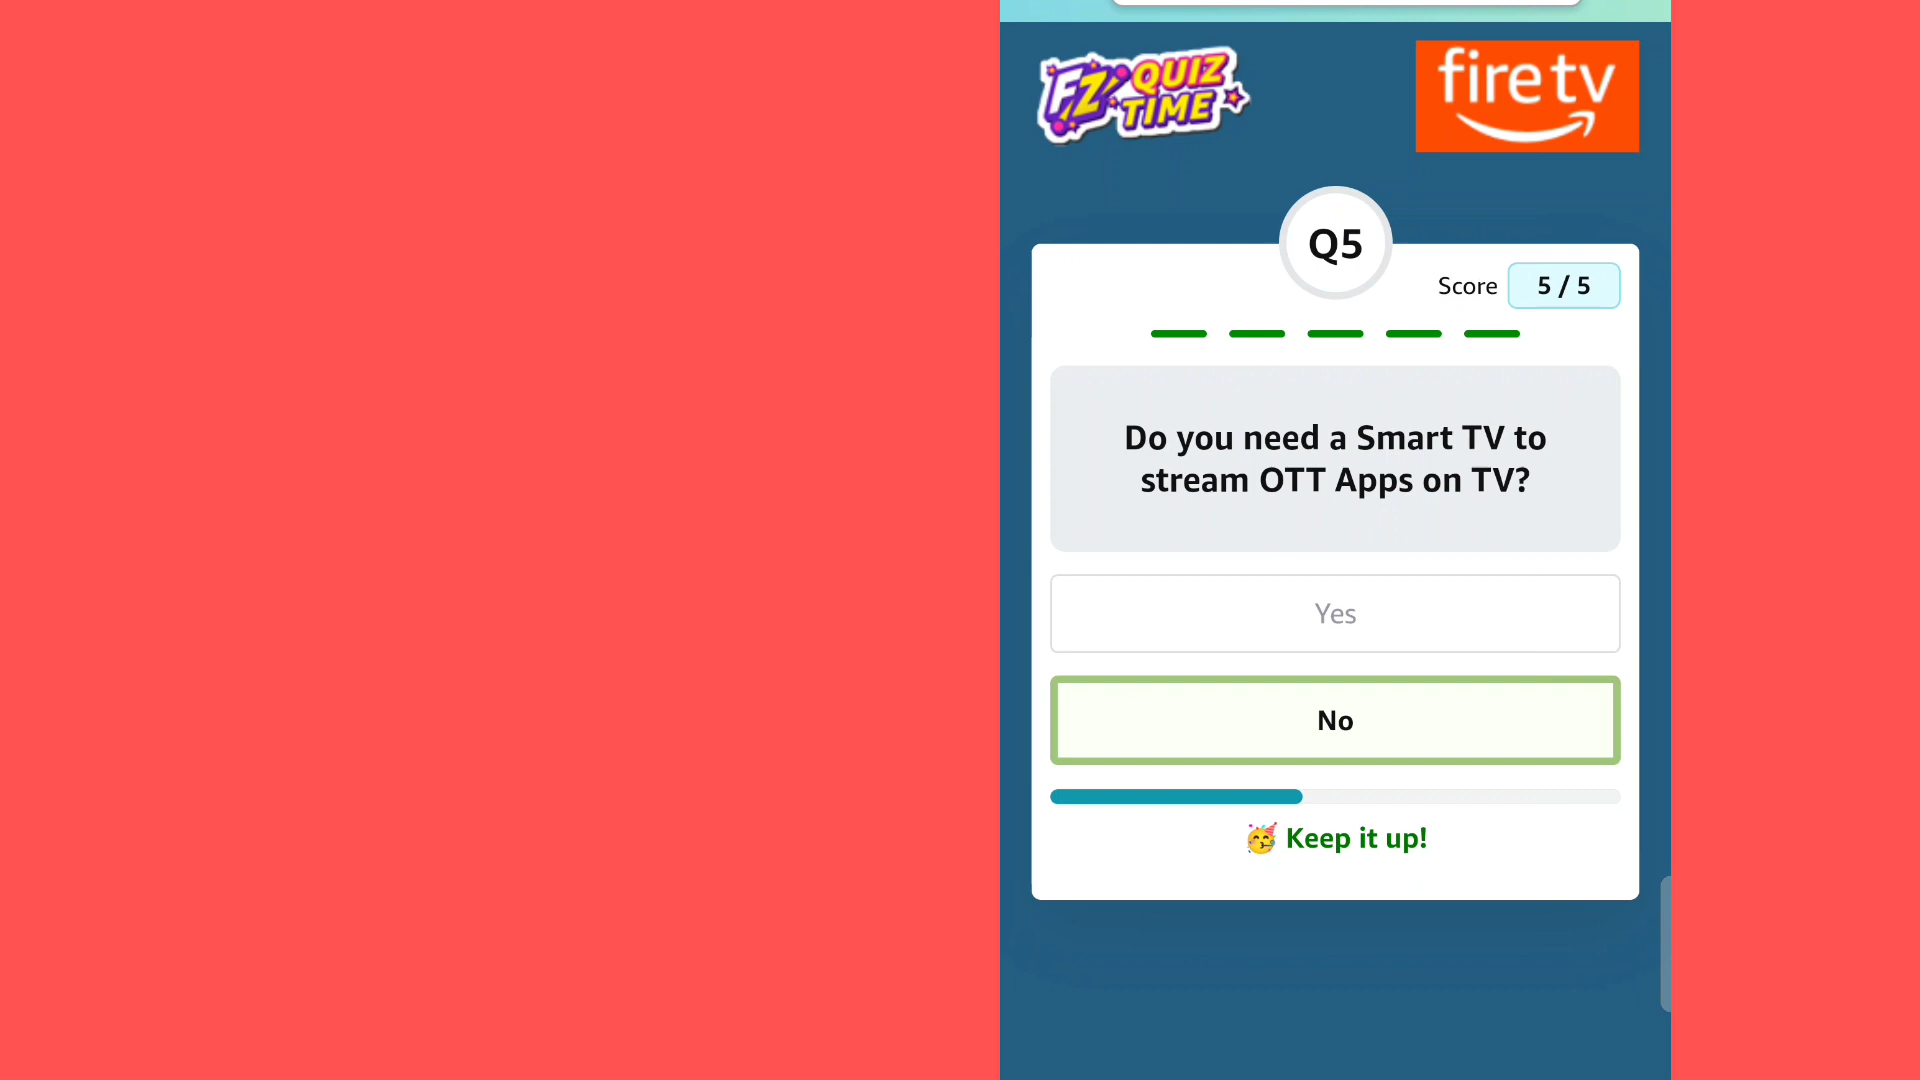 FZ QUIZ
TIME
fire tv
Q5
Score 5 / 5
Do you need a Smart TV to
stream OTT Apps on TV?
Yes
No
🥳 Keep it up!